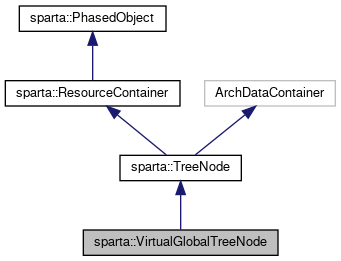 sparta::PhasedObject
sparta::ResourceContainer
ArchDataContainer
sparta::TreeNode
sparta::VirtualGlobalTreeNode